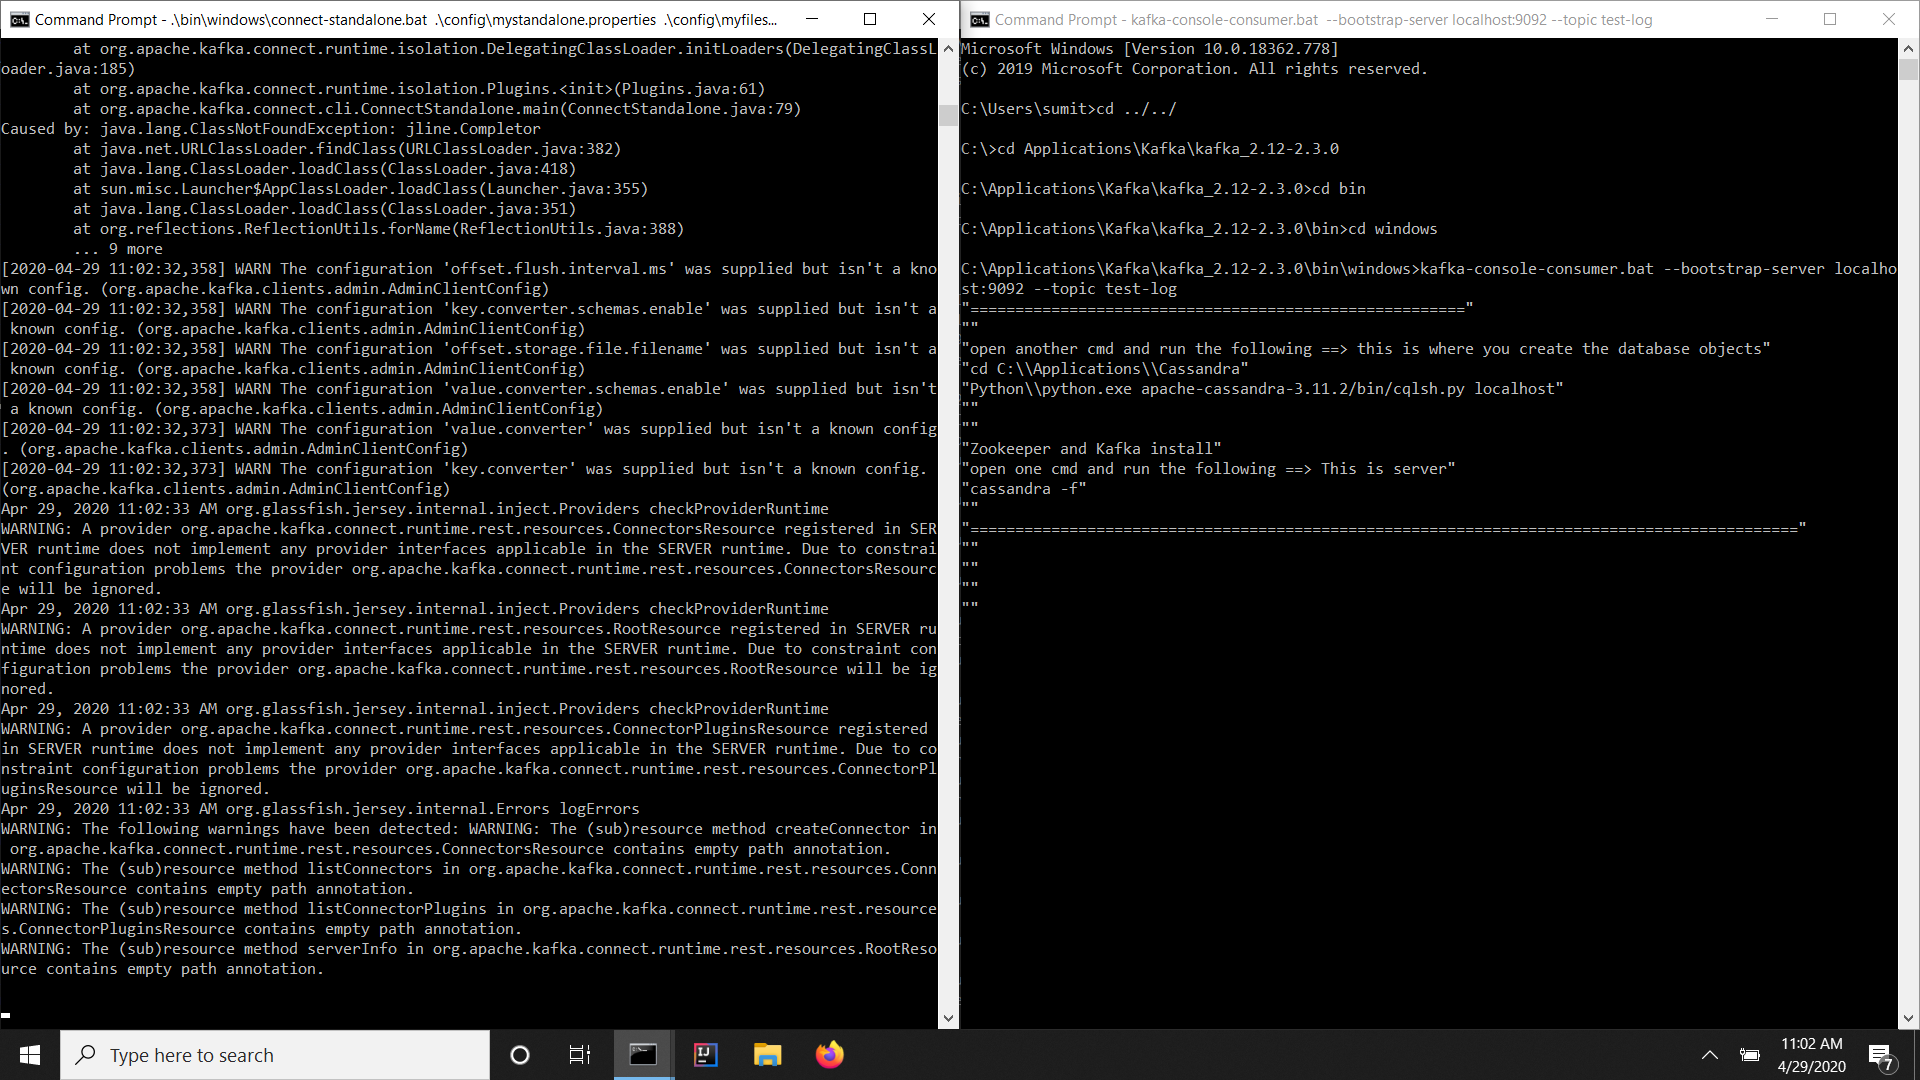 Command Prompt - .\bin\windows\connect-standalone.bat .\config\mystandalone.properties .\config\myfiles...
at org.apache.kafka.connect.runtime.isolation.DelegatingClassLoader.initLoaders(DelegatingClassL
oader.java:185)
at org.apache.kafka.connect.runtime.isolation.Plugins.<init>(Plugins.java:61)
at org.apache.kafka.connect.cli.ConnectStandalone.main(ConnectStandalone.java:79)
Caused by: java.lang.ClassNotFoundException: jline.Completor
at java.net.URLClassLoader.findClass(URLClassLoader.java:382)
at java.lang.ClassLoader.loadClass(ClassLoader.java:418)
at sun.misc.Launcher$AppClassLoader.loadClass(Launcher.java:355)
at java.lang.ClassLoader.loadClass(ClassLoader.java:351)
at org.reflections.ReflectionUtils.forName(ReflectionUtils.java:388)
... 9 more
[2020-04-29 11:02:32,358] WARN The configuration 'offset.flush.interval.ms' was supplied but isn't a kno
wn config. (org.apache.kafka.clients.admin.AdminClientConfig)
[2020-04-29 11:02:32,358] WARN The configuration 'key.converter.schemas.enable' was supplied but isn't a
known config. (org.apache.kafka.clients.admin.AdminClientConfig)
[2020-04-29 11:02:32,358] WARN The configuration 'offset.storage.file.filename' was supplied but isn't a
known config. (org.apache.kafka.clients.admin.AdminClientConfig)
[2020-04-29 11:02:32,358] WARN The configuration 'value.converter.schemas.enable' was supplied but isn't
a known config. (org.apache.kafka.clients.admin.AdminClientConfig)
[2020-04-29 11:02:32,373] WARN The configuration 'value.converter' was supplied but isn't a known config
. (org.apache.kafka.clients.admin.AdminClientConfig)
[2020-04-29 11:02:32,373] WARN The configuration 'key.converter' was supplied but isn't a known config.
(org.apache.kafka.clients.admin.AdminClientConfig)
Apr 29, 2020 11:02:33 AM org.glassfish.jersey.internal.inject.Providers checkProviderRuntime
WARNING: A provider org.apache.kafka.connect.runtime.rest.resources.ConnectorsResource registered in SER
VER runtime does not implement any provider interfaces applicable in the SERVER runtime. Due to constrai
nt configuration problems the provider org.apache.kafka.connect.runtime.rest.resources.ConnectorsResourc
e will be ignored.
Apr 29, 2020 11:02:33 AM org.glassfish.jersey.internal.inject.Providers checkProviderRuntime
WARNING: A provider org.apache.kafka.connect.runtime.rest.resources.RootResource registered in SERVER ru
ntime does not implement any provider interfaces applicable in the SERVER runtime. Due to constraint con
figuration problems the provider org.apache.kafka.connect.runtime.rest.resources.RootResource will be ig
nored.
Apr 29, 2020 11:02:33 AM org.glassfish.jersey.internal.inject.Providers checkProviderRuntime
WARNING: A provider org.apache.kafka.connect.runtime.rest.resources.ConnectorPluginsResource registered
in SERVER runtime does not implement any provider interfaces applicable in the SERVER runtime. Due to co
nstraint configuration problems the provider org.apache.kafka.connect.runtime.rest.resources.ConnectorPl
uginsResource will be ignored.
Apr 29, 2020 11:02:33 AM org.glassfish.jersey.internal.Errors logErrors
WARNING: The following warnings have been detected: WARNING: The (sub)resource method createConnector in
org.apache.kafka.connect.runtime.rest.resources.ConnectorsResource contains empty path annotation.
WARNING: The (sub)resource method listConnectors in org.apache.kafka.connect.runtime.rest.resources.Conn
ectorsResource contains empty path annotation.
WARNING: The (sub)resource method listConnectorPlugins in org.apache.kafka.connect.runtime.rest.resource
s.ConnectorPluginsResource contains empty path annotation.
WARNING: The (sub)resource method serverInfo in org.apache.kafka.connect.runtime.rest.resources.RootReso
urce contains empty path annotation.
Command Prompt - kafka-console-consumer.bat --bootstrap-server localhost:9092 --topic test-log
Microsoft Windows [Version 10.0.18362.778]
(c) 2019 Microsoft Corporation. All rights reserved.
C:\Users\sumit>cd ../../
C:\>cd Applications\Kafka\kafka_2.12-2.3.0
C:\Applications\Kafka\kafka_2.12-2.3.0>cd bin
C:\Applications\Kafka\kafka_2.12-2.3.0\bin>cd windows
C:\Applications\Kafka\kafka_2.12-2.3.0\bin\windows>kafka-console-consumer.bat --bootstrap-server localho
st:9092 --topic test-log
"======================================================="
""
"open another cmd and run the following ==> this is where you create the database objects"
"cd C:\\Applications\\Cassandra"
"Python\\python.exe apache-cassandra-3.11.2/bin/cqlsh.py localhost"
""
""
"Zookeeper and Kafka install"
"open one cmd and run the following ==> This is server"
"cassandra -f"
""
"============================================================================================"
""
""
""
""
Type here to search
11:02 AM
4/29/2020
7